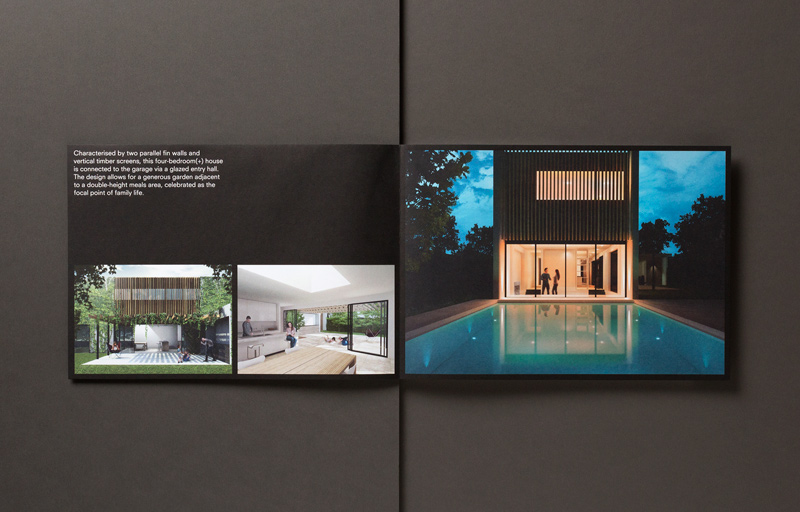 Characterised by two parallel fin walls and
vertical timber screens, this four-bedroom(+) house
is connected to the garage via a glazed entry hall.
The design allows for a generous garden adjacent
to a double-height meals area, celebrated as the
focal point of family life.